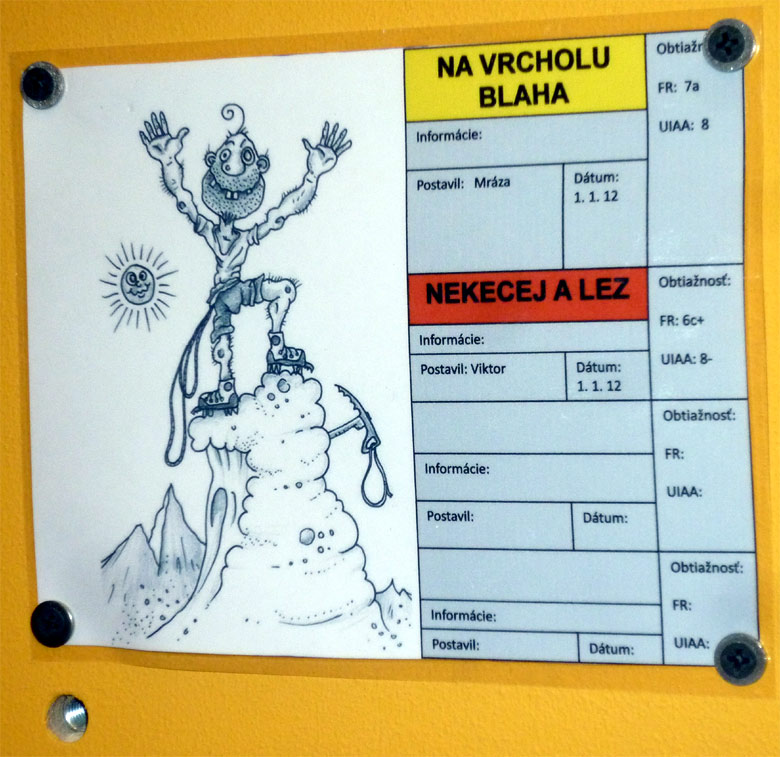 NA VRCHOLU
BLAHA
Informácie:
Postavil: Mráza
Dátum:
1. 1. 12
FR: 7a
UIAA: 8
NEKECEJ A LEZ
Informácie:
Postavil: Viktor
Dátum:
1. 1. 12
Obtiažnosť:
FR: 6c+
UIAA: 8-
Informácie:
Postavil:
Dátum:
Obtiažnosť:
FR:
UIAA:
Informácie:
Postavil:
Dátum:
Obtiažnosť:
FR:
UIAA: